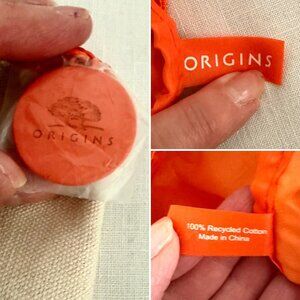 ORIGINS
ORIGINS
100% Recycled Cotton
Made in China